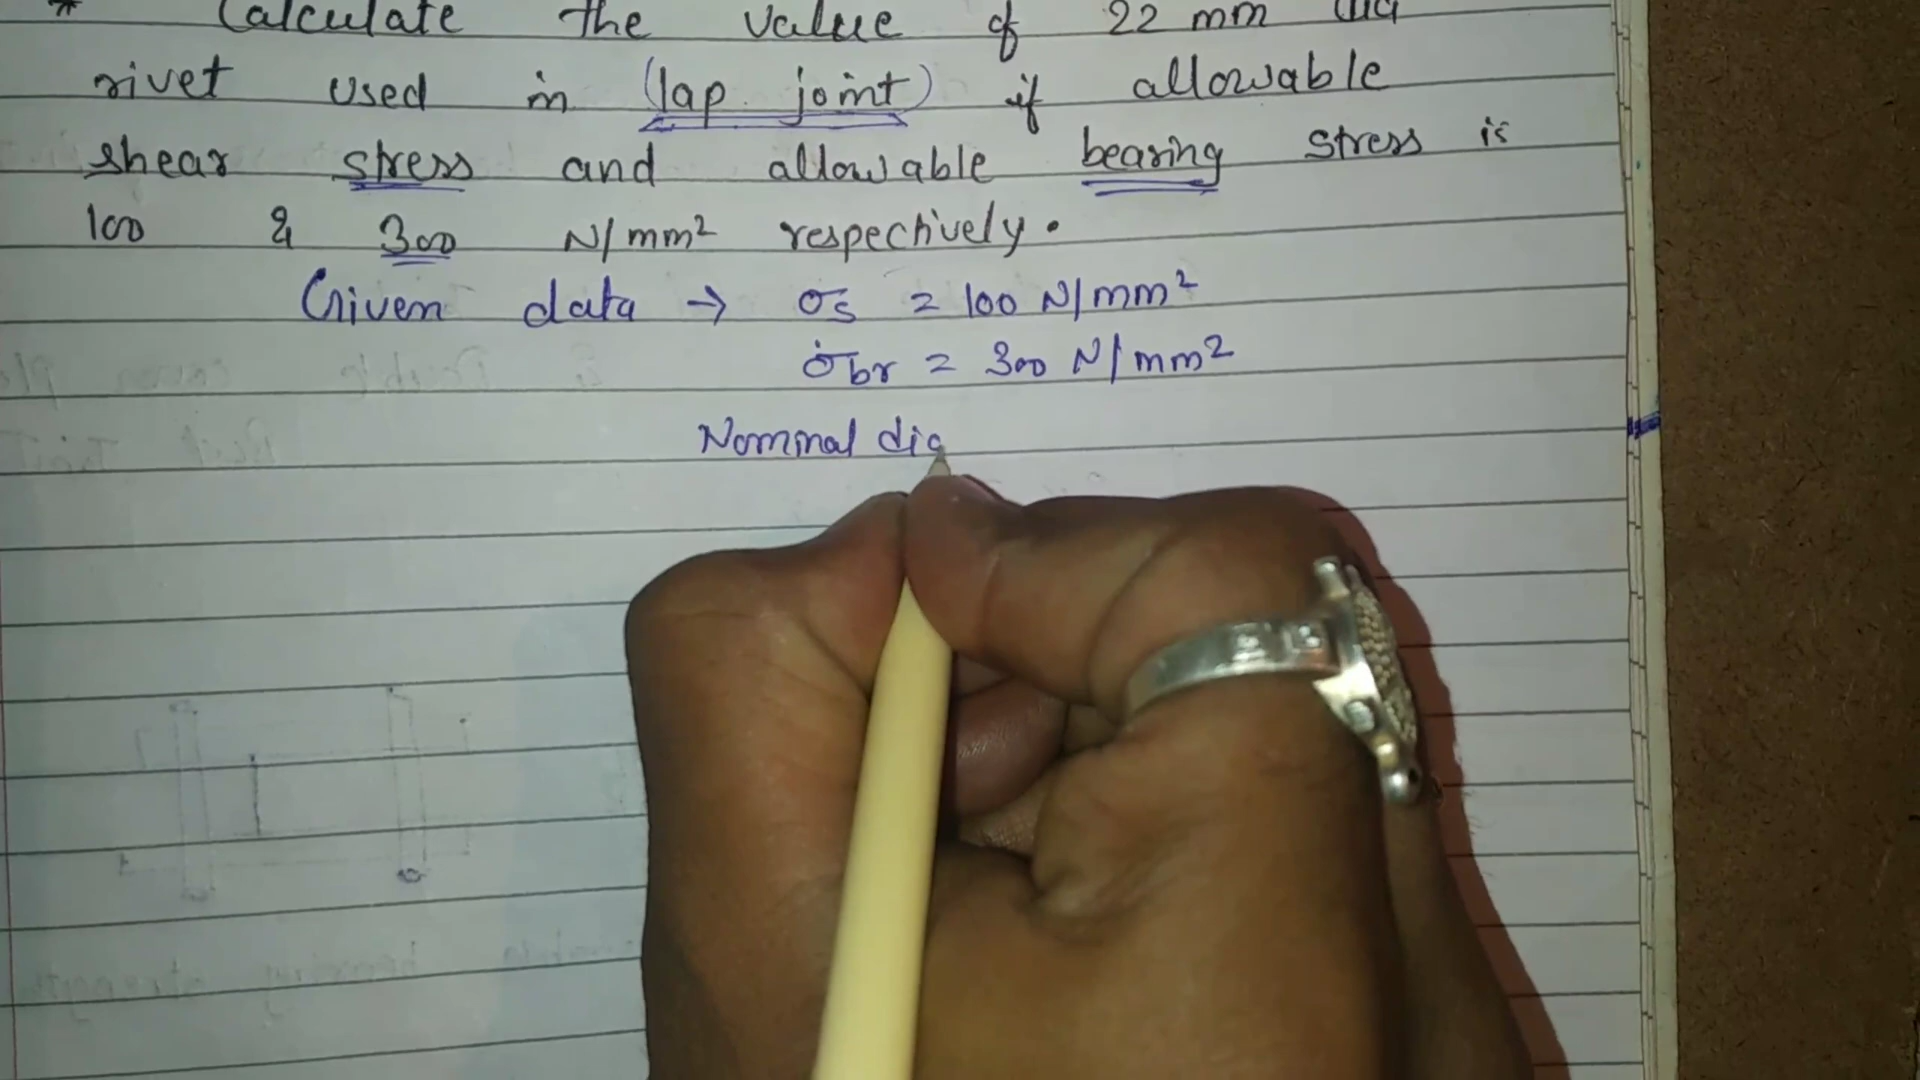 * Calculate the value of 22 mm dia
rivet used in (lap joint) if allowable
shear stress and allowable bearing stress is
100 & 300 N/mm² respectively.
Given data → σs = 100 N/mm²
σbr = 300 N/mm²
Nominal dia